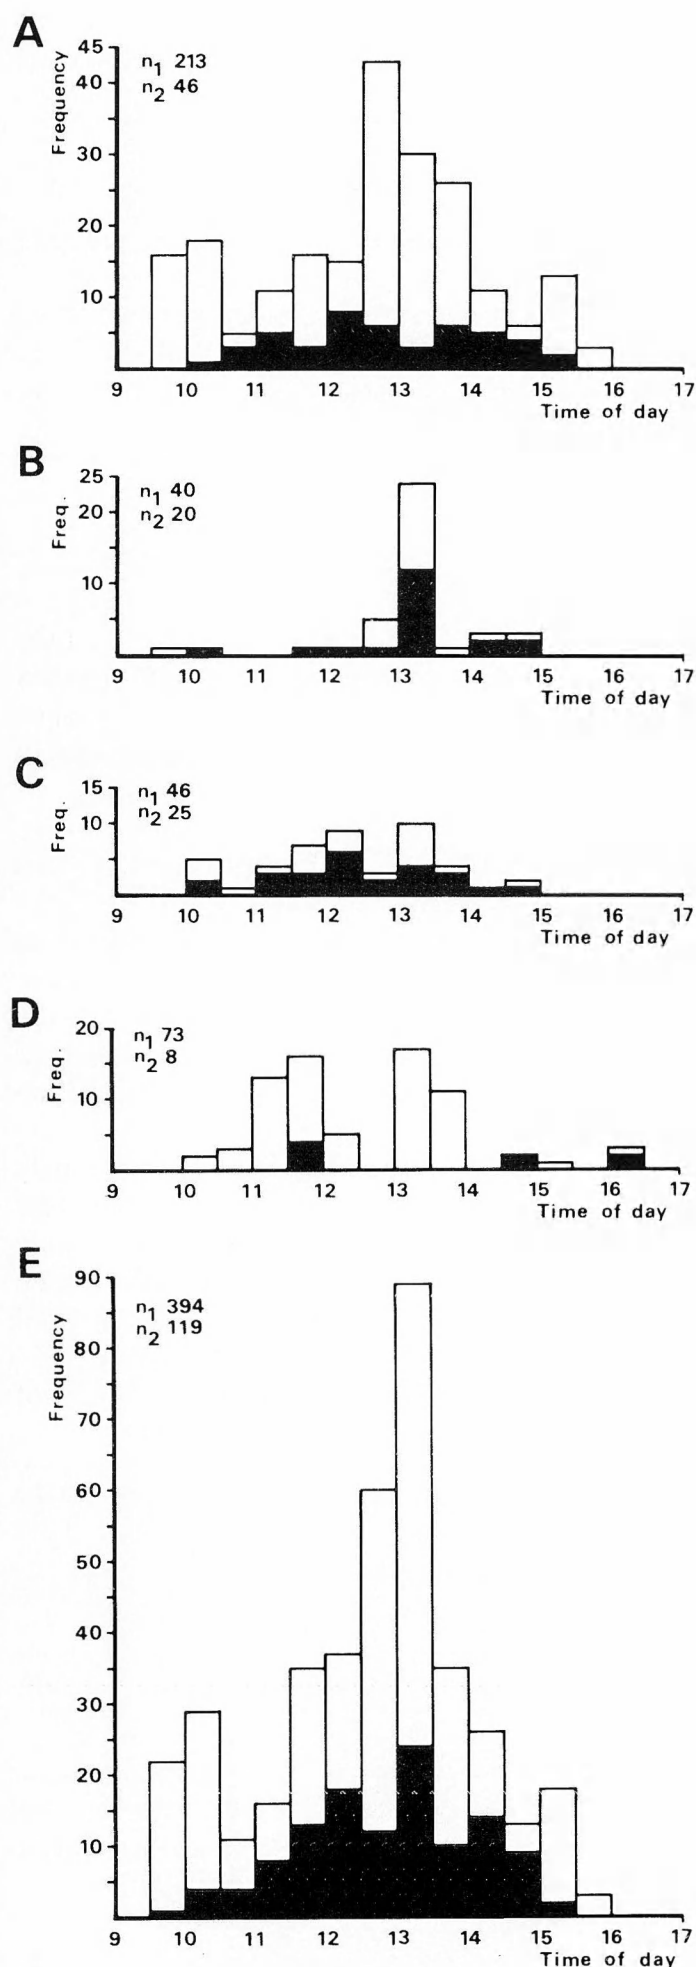 A
Frequency
45
40
30
20
10
n1 213
n2 46
9 10 11 12 13 14 15 16 17
Time of day
B
Freq.
25
20
10
n1 40
n2 20
9 10 11 12 13 14 15 16 17
Time of day
C
Freq.
15
10
n1 46
n2 25
9 10 11 12 13 14 15 16 17
Time of day
D
Freq.
20
10
n1 73
n2 8
9 10 11 12 13 14 15 16 17
Time of day
E
Frequency
90
80
70
60
50
40
30
20
10
n1 394
n2 119
9 10 11 12 13 14 15 16 17
Time of day